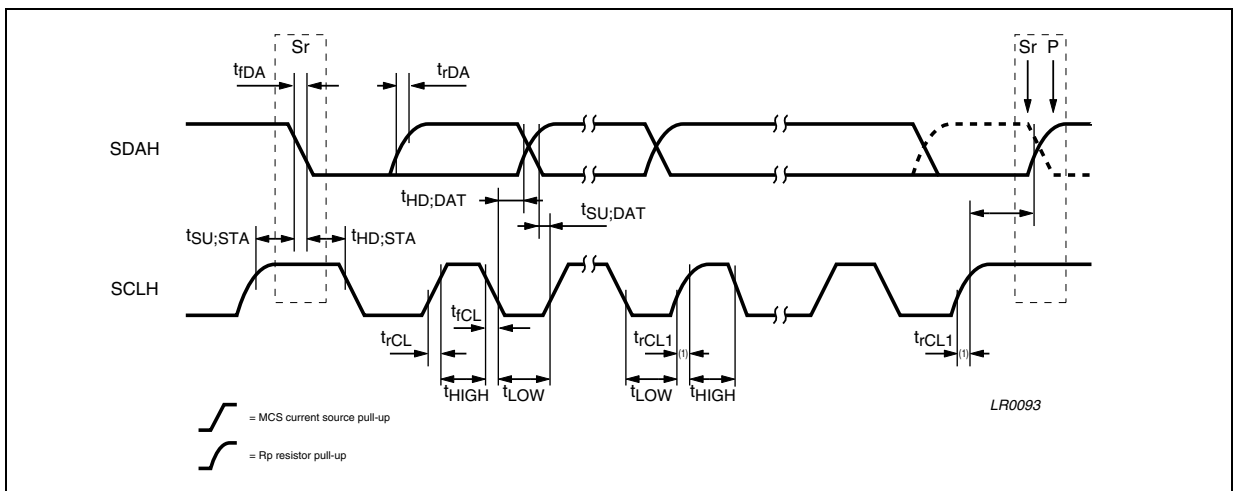 Sr
Sr P
tfDA
trDA
SDAH
tHD;DAT
tSU;DAT
tSU;STA
tHD;STA
SCLH
tfCL
trCL
trCL1
(1)
trCL1
(1)
tHIGH
tLOW
tLOW
tHIGH
LR0093
= MCS current source pull-up
= Rp resistor pull-up